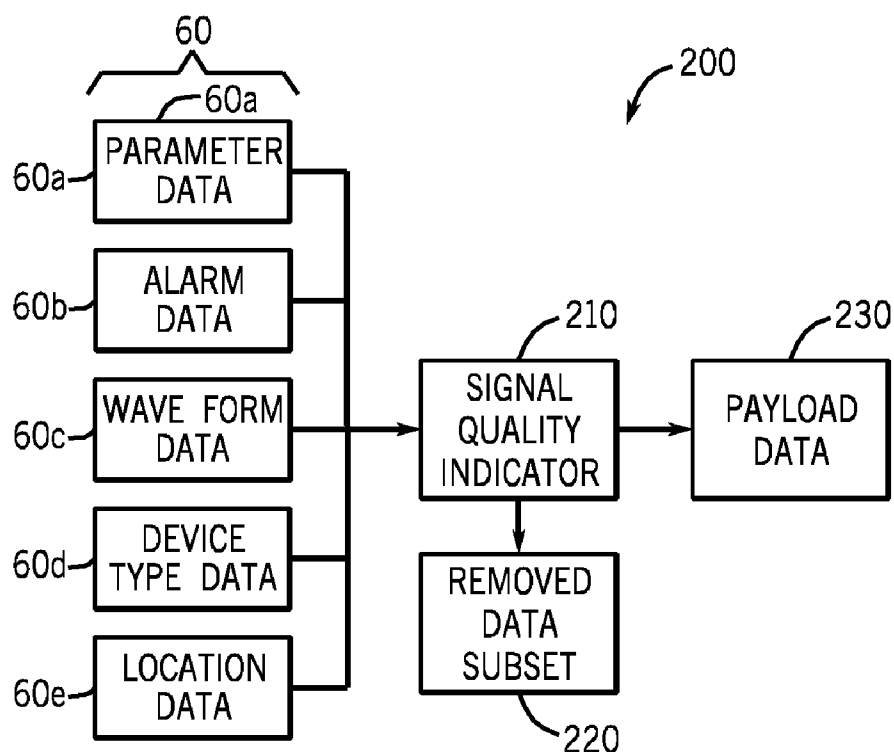 60
200
60a
PARAMETER
DATA
60a
ALARM
DATA
60b
WAVE FORM
DATA
60c
DEVICE
TYPE DATA
60d
LOCATION
DATA
60e
210
SIGNAL
QUALITY
INDICATOR
230
PAYLOAD
DATA
REMOVED
DATA
SUBSET
220